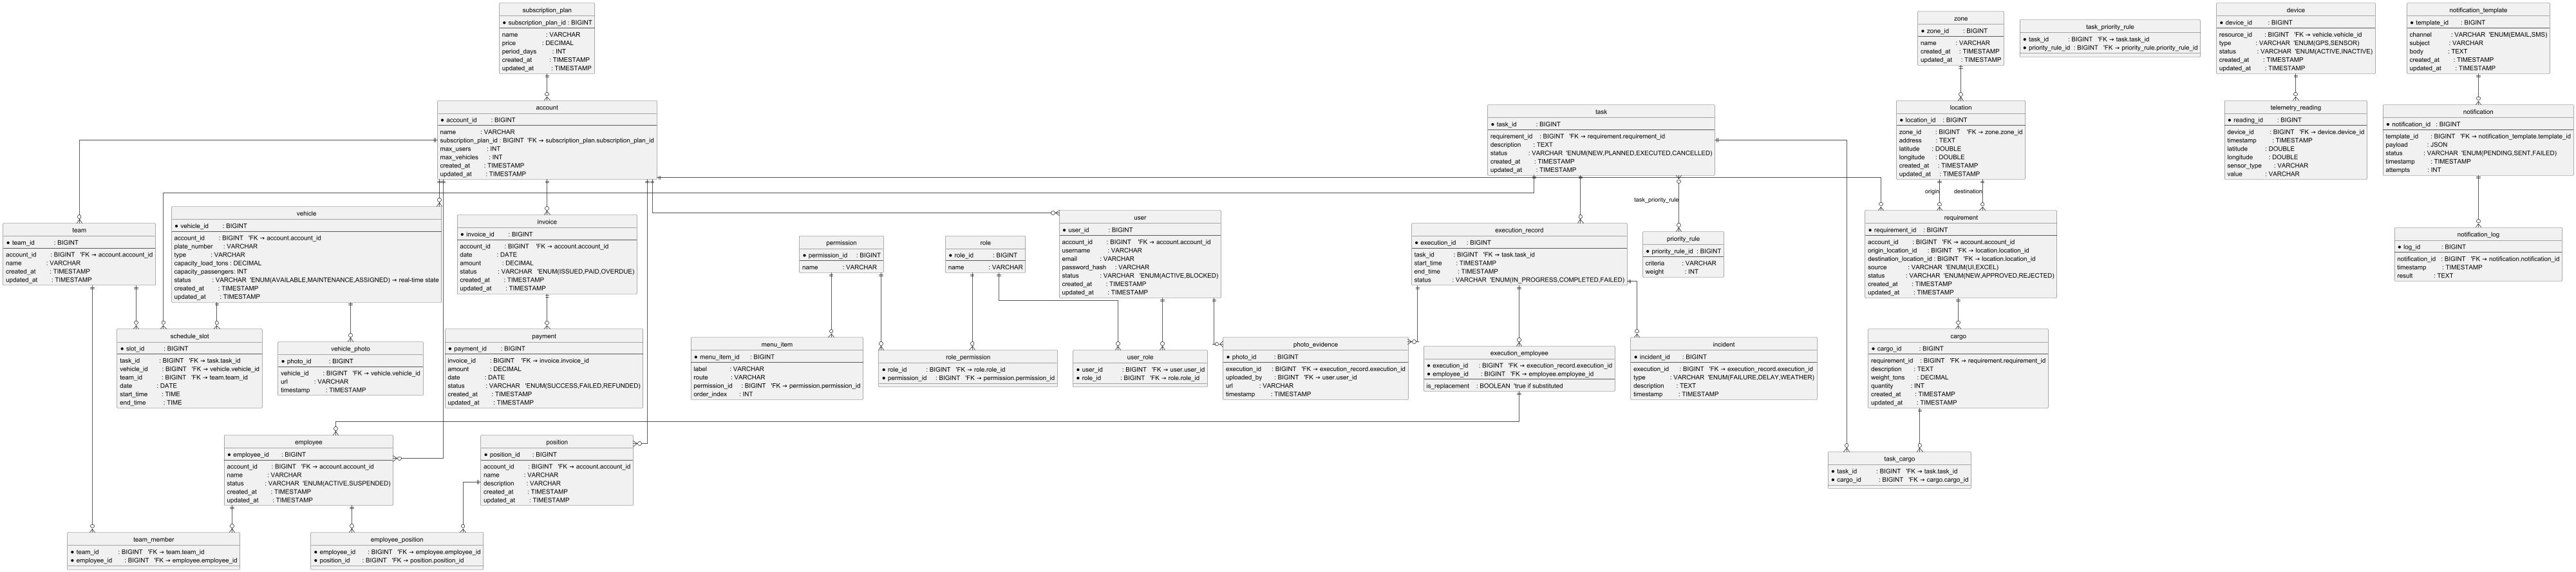 subscription_plan
subscription_plan_id : BIGINT
name : VARCHAR
price : DECIMAL
period_days : INT
created_at : TIMESTAMP
updated_at : TIMESTAMP
zone
zone_id : BIGINT
name : VARCHAR
created_at : TIMESTAMP
updated_at : TIMESTAMP
task_priority_rule
task_id : BIGINT 'FK → task.task_id
priority_rule_id : BIGINT 'FK → priority_rule.priority_rule_id
device
device_id : BIGINT
resource_id : BIGINT 'FK → vehicle.vehicle_id
type : VARCHAR 'ENUM(GPS,SENSOR)
status : VARCHAR 'ENUM(ACTIVE,INACTIVE)
created_at : TIMESTAMP
updated_at : TIMESTAMP
notification_template
template_id : BIGINT
channel : VARCHAR 'ENUM(EMAIL,SMS)
subject : VARCHAR
body : TEXT
created_at : TIMESTAMP
updated_at : TIMESTAMP
account
account_id : BIGINT
name : VARCHAR
subscription_plan_id : BIGINT 'FK → subscription_plan.subscription_plan_id
max_users : INT
max_vehicles : INT
created_at : TIMESTAMP
updated_at : TIMESTAMP
task
task_id : BIGINT
requirement_id : BIGINT 'FK → requirement.requirement_id
description : TEXT
status : VARCHAR 'ENUM(NEW,PLANNED,EXECUTED,CANCELLED)
created_at : TIMESTAMP
updated_at : TIMESTAMP
location
location_id : BIGINT
zone_id : BIGINT 'FK → zone.zone_id
address : TEXT
latitude : DOUBLE
longitude : DOUBLE
created_at : TIMESTAMP
updated_at : TIMESTAMP
telemetry_reading
reading_id : BIGINT
device_id : BIGINT 'FK → device.device_id
timestamp : TIMESTAMP
latitude : DOUBLE
longitude : DOUBLE
sensor_type : VARCHAR
value : VARCHAR
notification
notification_id : BIGINT
template_id : BIGINT 'FK → notification_template.template_id
payload : JSON
status : VARCHAR 'ENUM(PENDING,SENT,FAILED)
timestamp : TIMESTAMP
attempts : INT
origin
destination
task_priority_rule
team
team_id : BIGINT
account_id : BIGINT 'FK → account.account_id
name : VARCHAR
created_at : TIMESTAMP
updated_at : TIMESTAMP
vehicle
vehicle_id : BIGINT
account_id : BIGINT 'FK → account.account_id
plate_number : VARCHAR
type : VARCHAR
capacity_load_tons : DECIMAL
capacity_passengers: INT
status : VARCHAR 'ENUM(AVAILABLE,MAINTENANCE,ASSIGNED) → real-time state
created_at : TIMESTAMP
updated_at : TIMESTAMP
invoice
invoice_id : BIGINT
account_id : BIGINT 'FK → account.account_id
date : DATE
amount : DECIMAL
status : VARCHAR 'ENUM(ISSUED,PAID,OVERDUE)
created_at : TIMESTAMP
updated_at : TIMESTAMP
permission
permission_id : BIGINT
name : VARCHAR
role
role_id : BIGINT
name : VARCHAR
user
user_id : BIGINT
account_id : BIGINT 'FK → account.account_id
username : VARCHAR
email : VARCHAR
password_hash : VARCHAR
status : VARCHAR 'ENUM(ACTIVE,BLOCKED)
created_at : TIMESTAMP
updated_at : TIMESTAMP
execution_record
execution_id : BIGINT
task_id : BIGINT 'FK → task.task_id
start_time : TIMESTAMP
end_time : TIMESTAMP
status : VARCHAR 'ENUM(IN_PROGRESS,COMPLETED,FAILED)
priority_rule
priority_rule_id : BIGINT
criteria : VARCHAR
weight : INT
requirement
requirement_id : BIGINT
account_id : BIGINT 'FK → account.account_id
origin_location_id : BIGINT 'FK → location.location_id
destination_location_id : BIGINT 'FK → location.location_id
source : VARCHAR 'ENUM(UI,EXCEL)
status : VARCHAR 'ENUM(NEW,APPROVED,REJECTED)
created_at : TIMESTAMP
updated_at : TIMESTAMP
notification_log
log_id : BIGINT
notification_id : BIGINT 'FK → notification.notification_id
timestamp : TIMESTAMP
result : TEXT
schedule_slot
slot_id : BIGINT
task_id : BIGINT 'FK → task.task_id
vehicle_id : BIGINT 'FK → vehicle.vehicle_id
team_id : BIGINT 'FK → team.team_id
date : DATE
start_time : TIME
end_time : TIME
vehicle_photo
photo_id : BIGINT
vehicle_id : BIGINT 'FK → vehicle.vehicle_id
url : VARCHAR
timestamp : TIMESTAMP
payment
payment_id : BIGINT
invoice_id : BIGINT 'FK → invoice.invoice_id
amount : DECIMAL
date : DATE
status : VARCHAR 'ENUM(SUCCESS,FAILED,REFUNDED)
created_at : TIMESTAMP
updated_at : TIMESTAMP
menu_item
menu_item_id : BIGINT
label : VARCHAR
route : VARCHAR
permission_id : BIGINT 'FK → permission.permission_id
order_index : INT
role_permission
role_id : BIGINT 'FK → role.role_id
permission_id : BIGINT 'FK → permission.permission_id
user_role
user_id : BIGINT 'FK → user.user_id
role_id : BIGINT 'FK → role.role_id
photo_evidence
photo_id : BIGINT
execution_id : BIGINT 'FK → execution_record.execution_id
uploaded_by : BIGINT 'FK → user.user_id
url : VARCHAR
timestamp : TIMESTAMP
execution_employee
execution_id : BIGINT 'FK → execution_record.execution_id
employee_id : BIGINT 'FK → employee.employee_id
is_replacement : BOOLEAN 'true if substituted
incident
incident_id : BIGINT
execution_id : BIGINT 'FK → execution_record.execution_id
type : VARCHAR 'ENUM(FAILURE,DELAY,WEATHER)
description : TEXT
timestamp : TIMESTAMP
cargo
cargo_id : BIGINT
requirement_id : BIGINT 'FK → requirement.requirement_id
description : TEXT
weight_tons : DECIMAL
quantity : INT
created_at : TIMESTAMP
updated_at : TIMESTAMP
employee
employee_id : BIGINT
account_id : BIGINT 'FK → account.account_id
name : VARCHAR
status : VARCHAR 'ENUM(ACTIVE,SUSPENDED)
created_at : TIMESTAMP
updated_at : TIMESTAMP
position
position_id : BIGINT
account_id : BIGINT 'FK → account.account_id
name : VARCHAR
description : VARCHAR
created_at : TIMESTAMP
updated_at : TIMESTAMP
task_cargo
task_id : BIGINT 'FK → task.task_id
cargo_id : BIGINT 'FK → cargo.cargo_id
team_member
team_id : BIGINT 'FK → team.team_id
employee_id : BIGINT 'FK → employee.employee_id
employee_position
employee_id : BIGINT 'FK → employee.employee_id
position_id : BIGINT 'FK → position.position_id